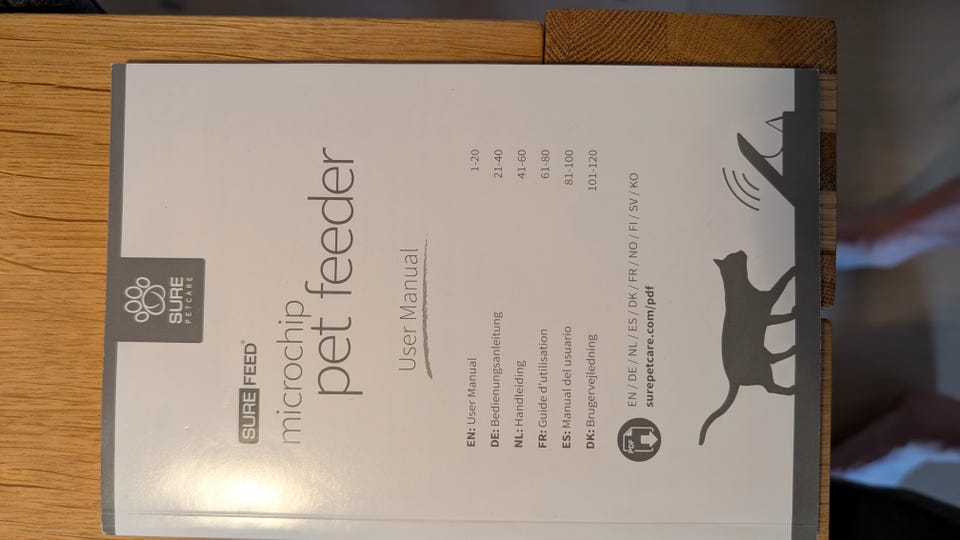 SURE
PETCARE
SURE FEED®
microchip
pet feeder
User Manual
EN: User Manual 1-20
DE: Bedienungsanleitung 21-40
NL: Handleiding 41-60
FR: Guide d'utilisation 61-80
ES: Manual del usuario 81-100
DK: Brugervejledning 101-120
PDF
EN / DE / NL / ES / DK / FR / NO / FI / SV / KO
surepetcare.com/pdf